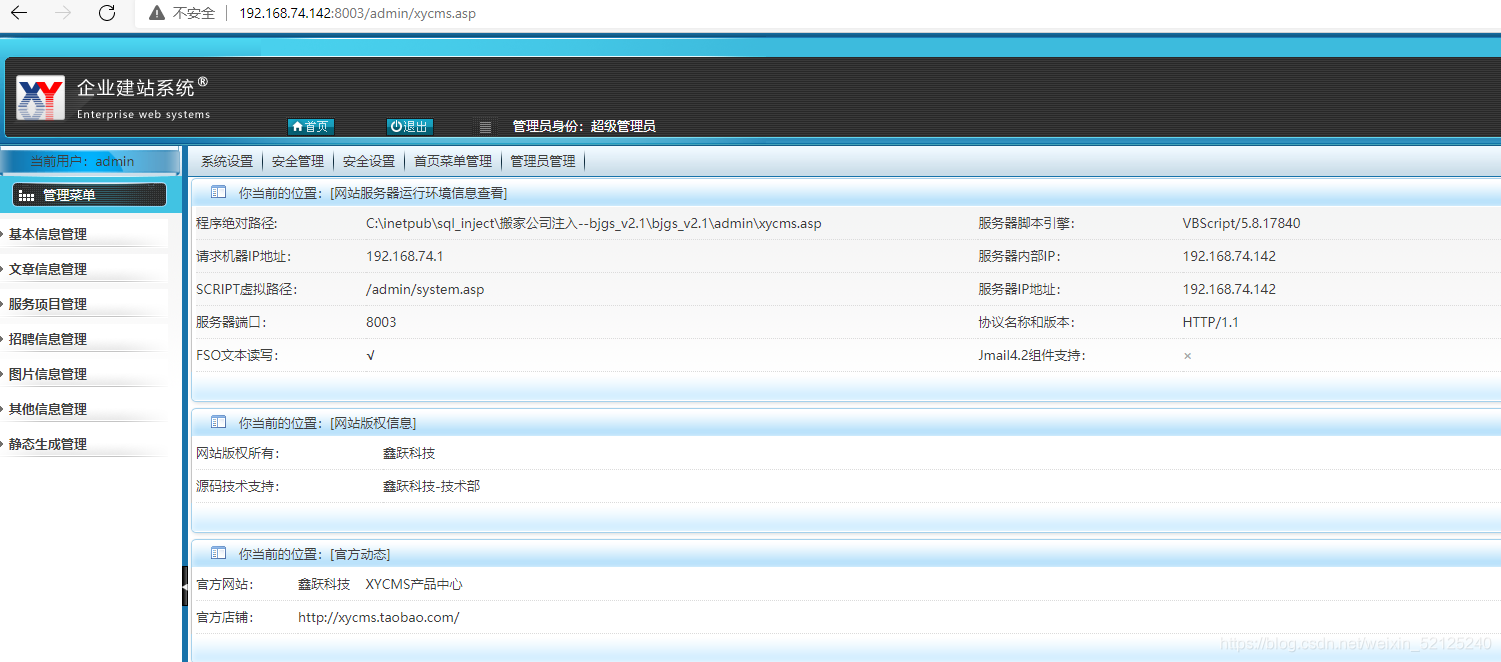 不安全 192.168.74.142:8003/admin/xycms.asp
XY 企业建站系统®
Enterprise web systems
首页 退出 管理员身份：超级管理员
当前用户：admin
系统设置 安全管理 安全设置 首页菜单管理 管理员管理
管理菜单
你当前的位置：[网站服务器运行环境信息查看]
程序绝对路径: C:\inetpub\sql_inject\搬家公司注入--bjgs_v2.1\bjgs_v2.1\admin\xycms.asp 服务器脚本引擎: VBScript/5.8.17840
基本信息管理
请求机器IP地址: 192.168.74.1 服务器内部IP: 192.168.74.142
文章信息管理
SCRIPT虚拟路径: /admin/system.asp 服务器IP地址: 192.168.74.142
服务项目管理
服务器端口: 8003 协议名称和版本: HTTP/1.1
招聘信息管理
FSO文本读写: √ Jmail4.2组件支持: ×
图片信息管理
其他信息管理
你当前的位置：[网站版权信息]
静态生成管理
网站版权所有: 鑫跃科技
源码技术支持: 鑫跃科技-技术部
你当前的位置：[官方动态]
官方网站: 鑫跃科技 XYCMS产品中心
官方店铺: http://xycms.taobao.com/
https://blog.csdn.net/weixin_52125240